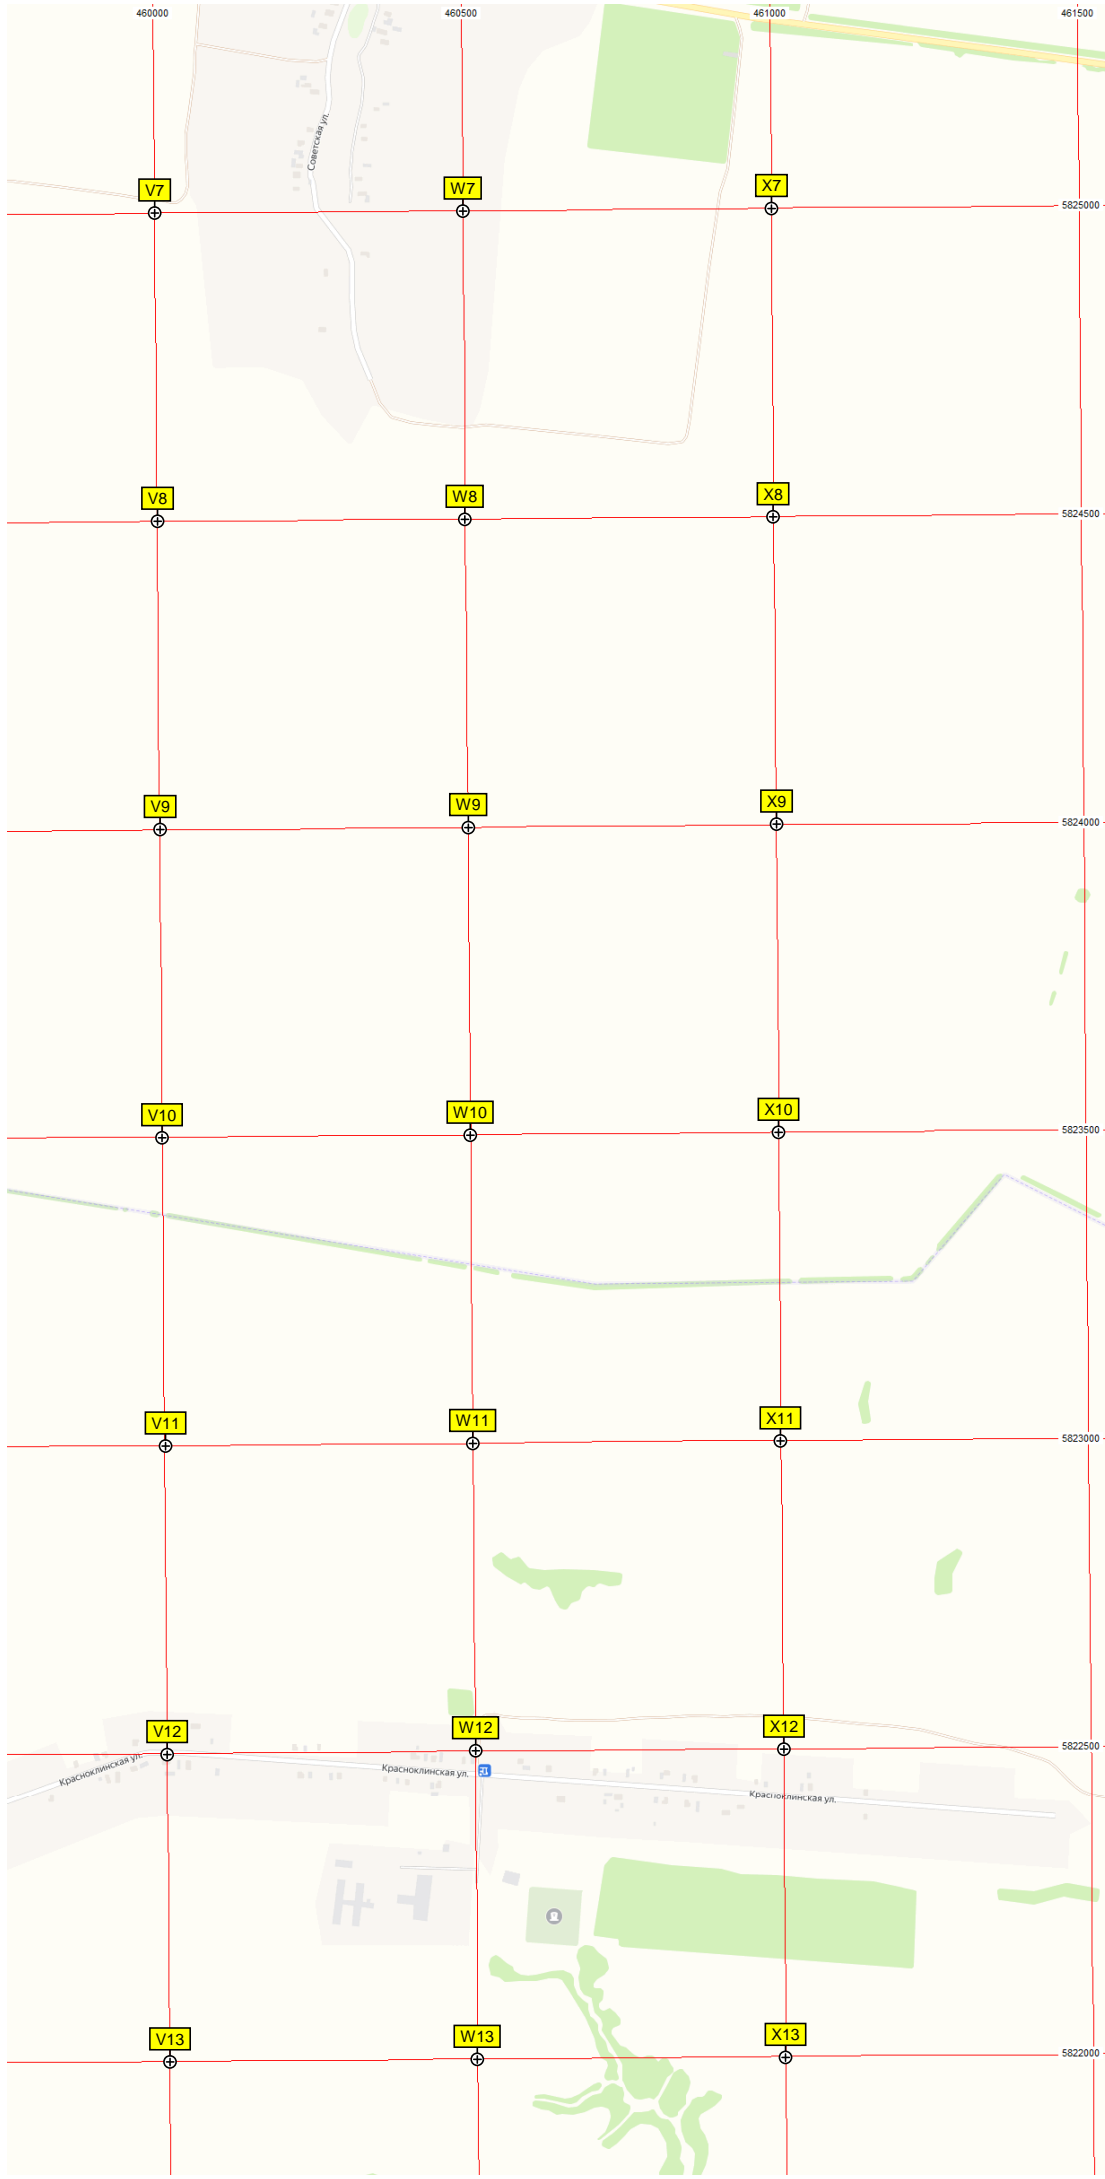 460000 460500 461000 461500
Советская ул.
V7 W7 X7
5825000
V8 W8 X8
5824500
V9 W9 X9
5824000
V10 W10 X10
5823500
V11 W11 X11
5823000
V12 W12 X12
5822500
Красноклинская ул. Красноклинская ул. Красноклинская ул.
V13 W13 X13
5822000